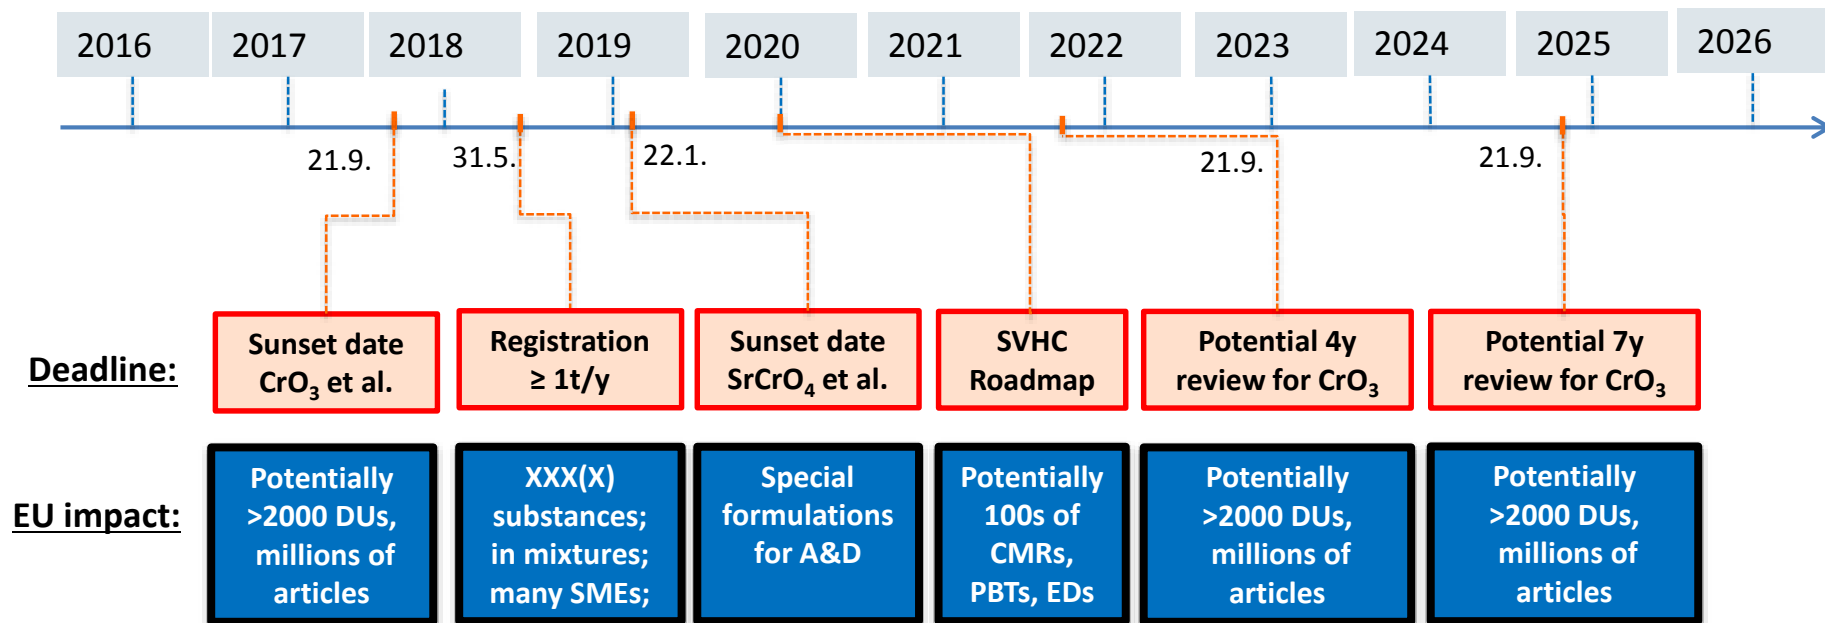 2016
2017
2018
2019
2020
2021
2022
2023
2024
2025
2026
21.9.
31.5.
22.1.
21.9.
21.9.
Deadline:
Sunset date
CrO₃ et al.
Registration
≥ 1t/y
Sunset date
SrCrO₄ et al.
SVHC
Roadmap
Potential 4y
review for CrO₃
Potential 7y
review for CrO₃
EU impact:
Potentially
>2000 DUs,
millions of
articles
XXX(X)
substances;
in mixtures;
many SMEs;
Special
formulations
for A&D
Potentially
100s of
CMRs,
PBTs, EDs
Potentially
>2000 DUs,
millions of
articles
Potentially
>2000 DUs,
millions of
articles